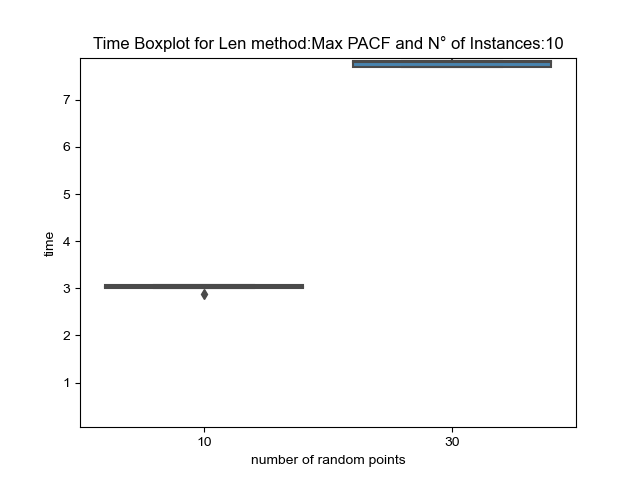 Time Boxplot for Len method:Max PACF and N° of Instances:10
7
6
5
4
3
2
1
time
10 30
number of random points